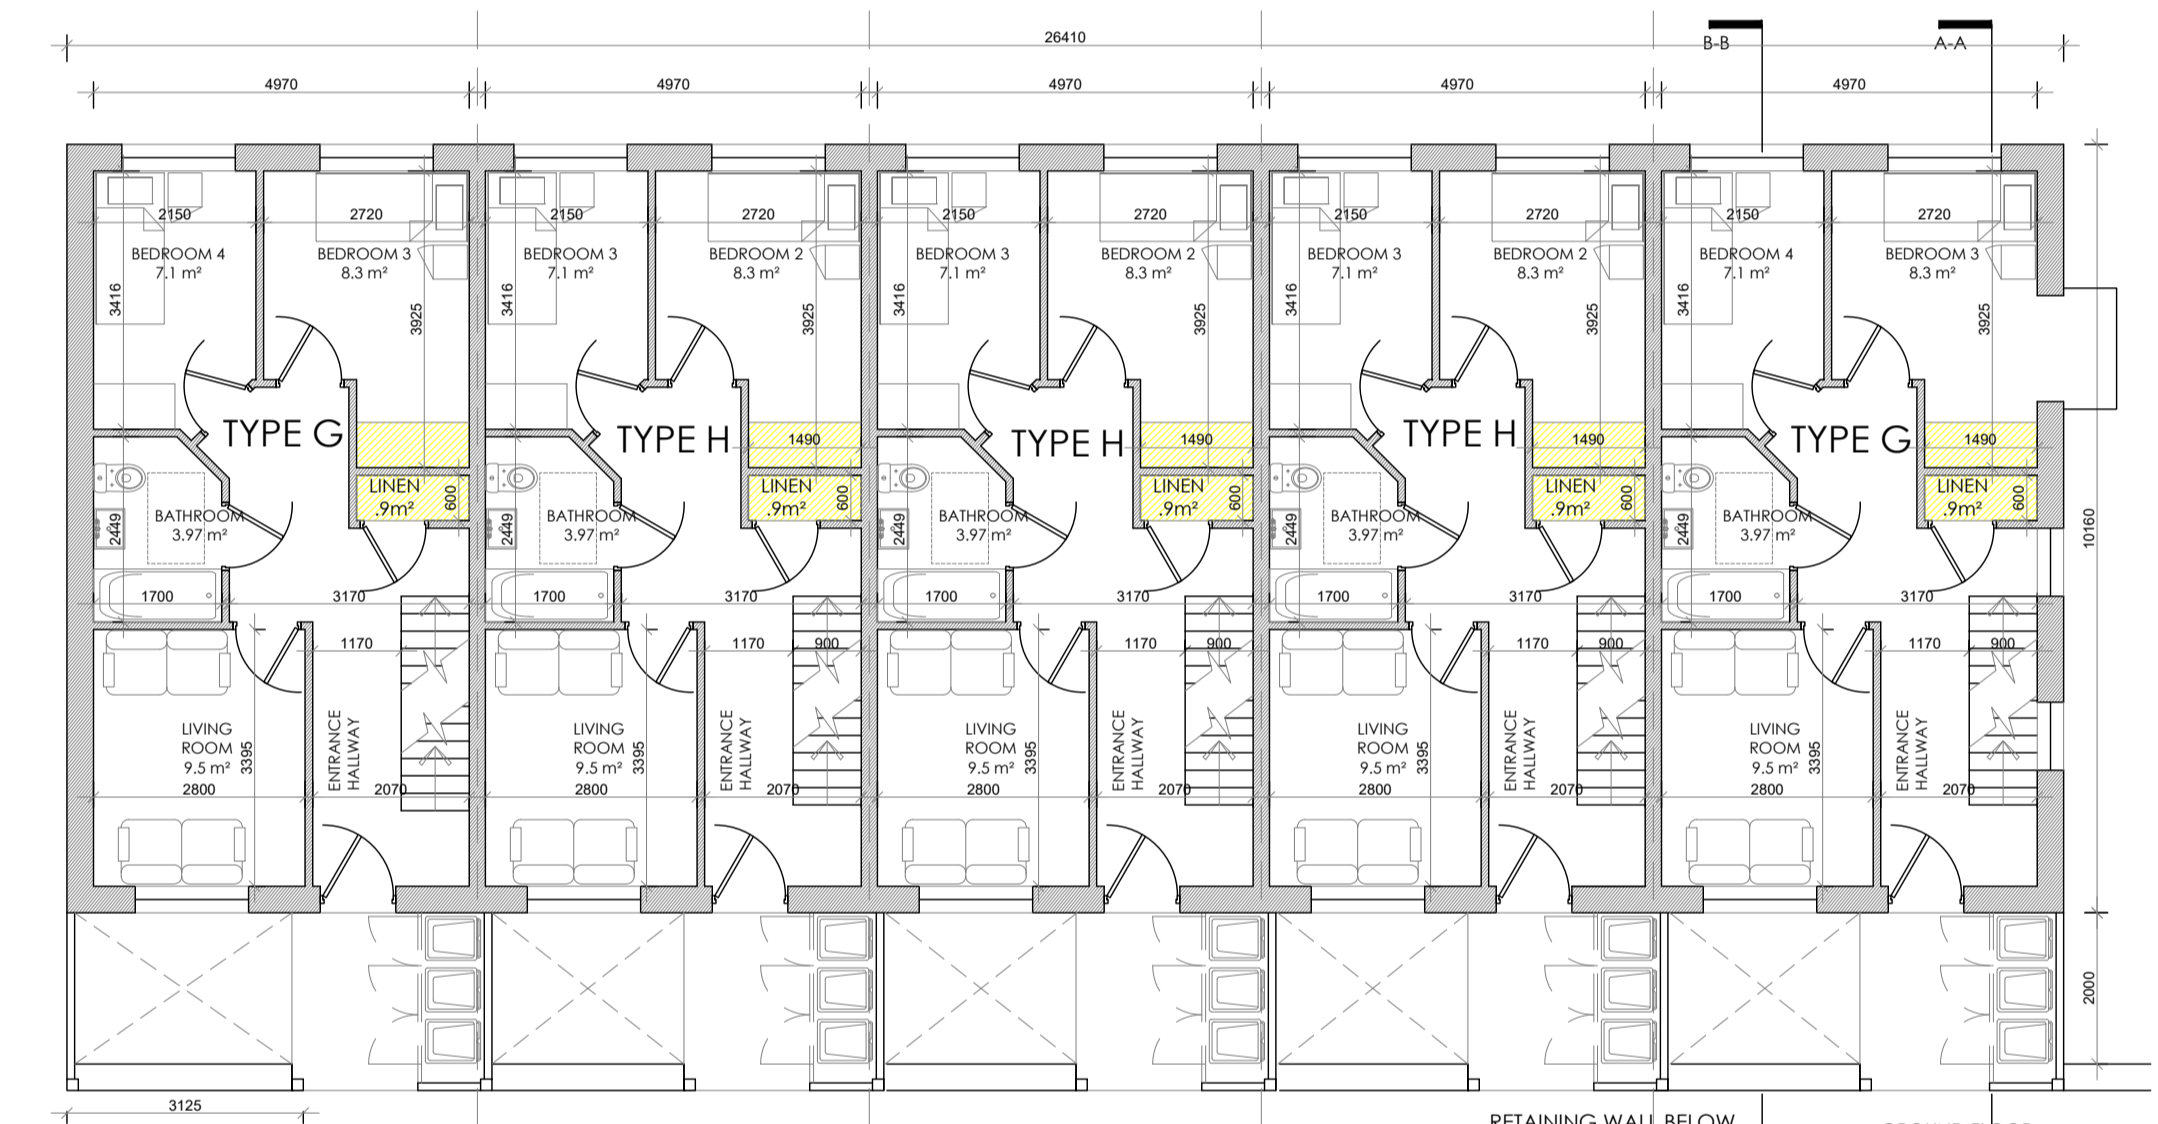 26410
B-B
A-A
4970 4970 4970 4970 4970
2150 2720 2150 2720 2150 2720 2150 2720 2150 2720
BEDROOM 4 BEDROOM 3 BEDROOM 3 BEDROOM 2 BEDROOM 3 BEDROOM 2 BEDROOM 3 BEDROOM 2 BEDROOM 4 BEDROOM 3
7.1 m² 8.3 m² 7.1 m² 8.3 m² 7.1 m² 8.3 m² 7.1 m² 8.3 m² 7.1 m² 8.3 m²
3416 3925 3416 3925 3416 3925 3416 3925 3416 3925
TYPE G TYPE H TYPE H TYPE H TYPE G
1490 1490 1490 1490
LINEN LINEN LINEN LINEN LINEN
.9m² .9m² .9m² .9m² .9m²
600 600 600 600 600
BATHROOM BATHROOM BATHROOM BATHROOM BATHROOM
3.97 m² 3.97 m² 3.97 m² 3.97 m² 3.97 m²
2449 2449 2449 2449 2449
10160
1700 3170 1700 3170 1700 3170 1700 3170 1700 3170
1170 1170 900 1170 900 1170 900 1170 900
LIVING LIVING LIVING LIVING LIVING
ROOM ROOM ROOM ROOM ROOM
9.5 m² 9.5 m² 9.5 m² 9.5 m² 9.5 m²
3395 3395 3395 3395 3395
ENTRANCE ENTRANCE ENTRANCE ENTRANCE ENTRANCE
HALLWAY HALLWAY HALLWAY HALLWAY HALLWAY
2800 2070 2800 2070 2800 2070 2800 2070 2800 2070
2000
3125
RETAINING WALL BELOW